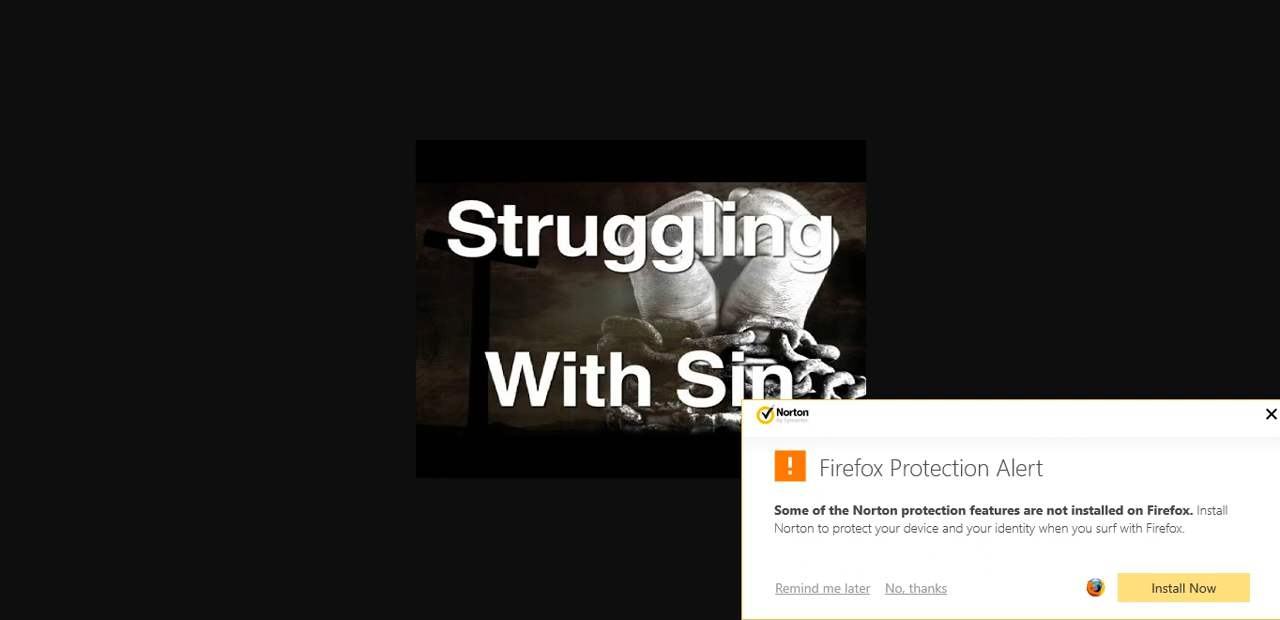 Struggling
With Sin
Norton
by Symantec
Firefox Protection Alert
Some of the Norton protection features are not installed on Firefox. Install
Norton to protect your device and your identity when you surf with Firefox.
Remind me later No, thanks Install Now